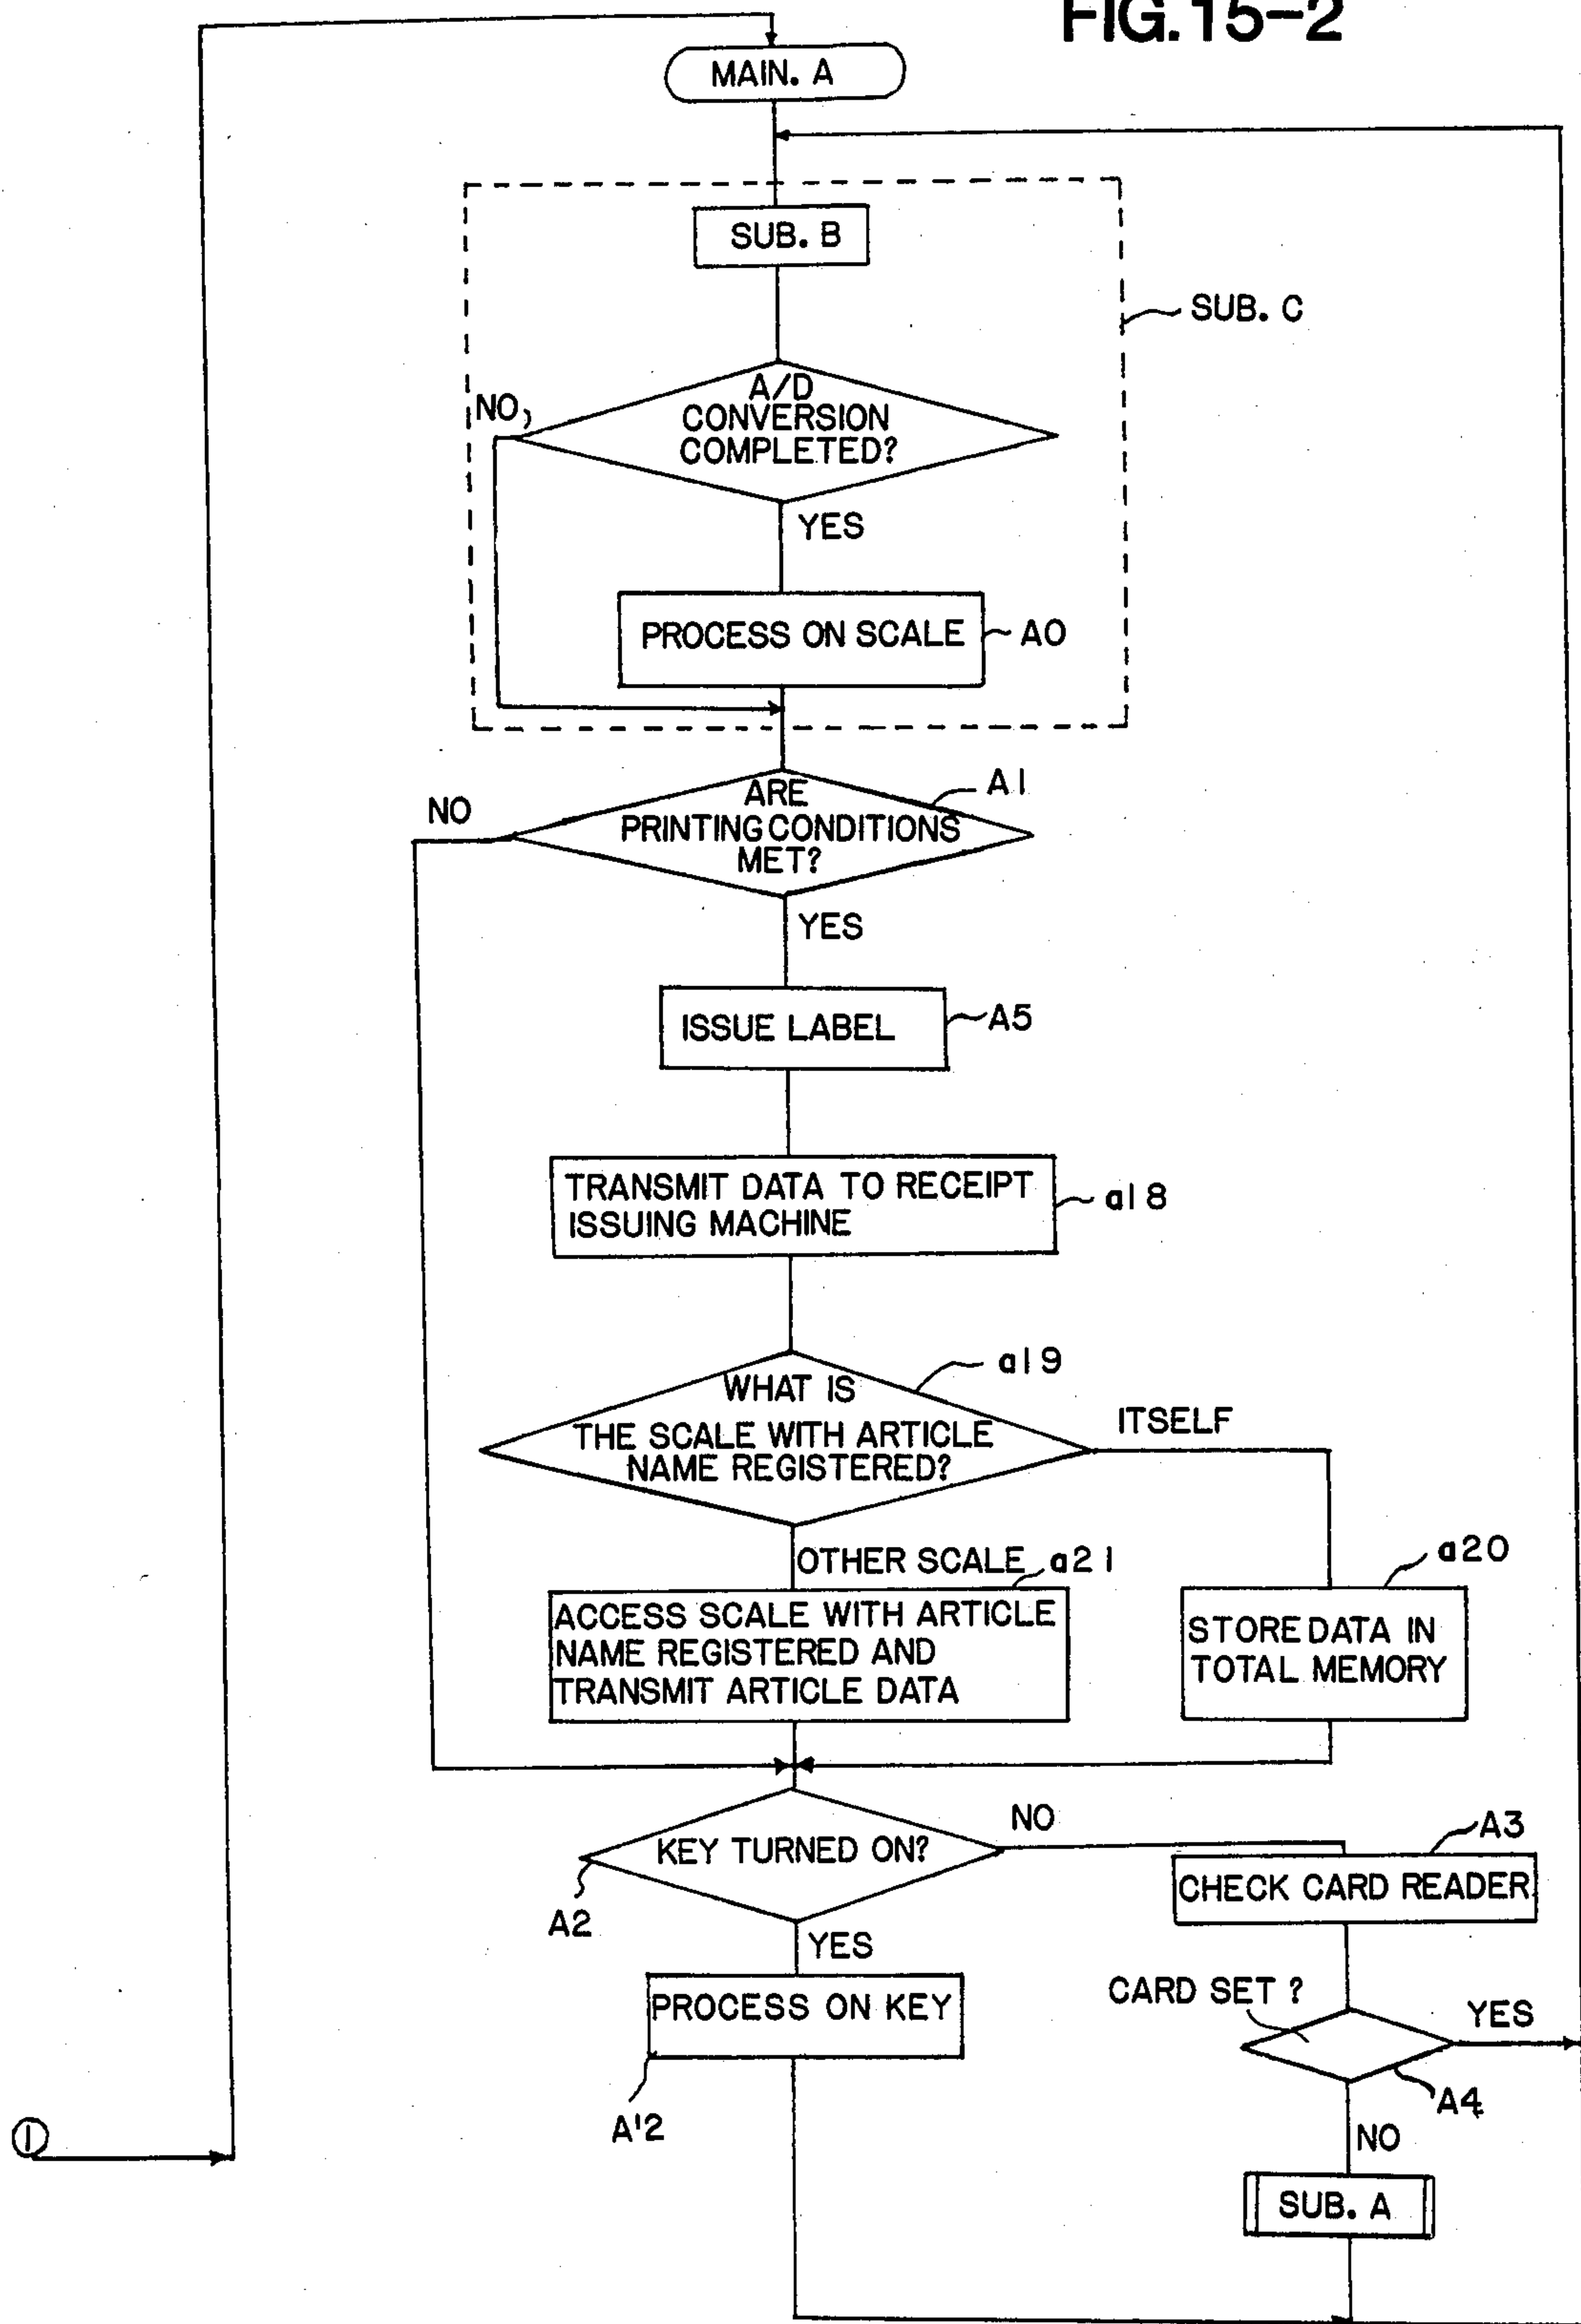 FIG.15-2
MAIN. A
SUB. B
SUB. C
A/D
CONVERSION
COMPLETED?
NO,
YES
PROCESS ON SCALE
A0
ARE
PRINTING CONDITIONS
MET?
A1
NO
YES
ISSUE LABEL
A5
TRANSMIT DATA TO RECEIPT
ISSUING MACHINE
a18
WHAT IS
THE SCALE WITH ARTICLE
NAME REGISTERED?
a19
ITSELF
OTHER SCALE
a21
ACCESS SCALE WITH ARTICLE
NAME REGISTERED AND
TRANSMIT ARTICLE DATA
a20
STORE DATA IN
TOTAL MEMORY
KEY TURNED ON?
A2
NO
A3
CHECK CARD READER
YES
PROCESS ON KEY
A'2
CARD SET ?
YES
A4
NO
SUB. A
1